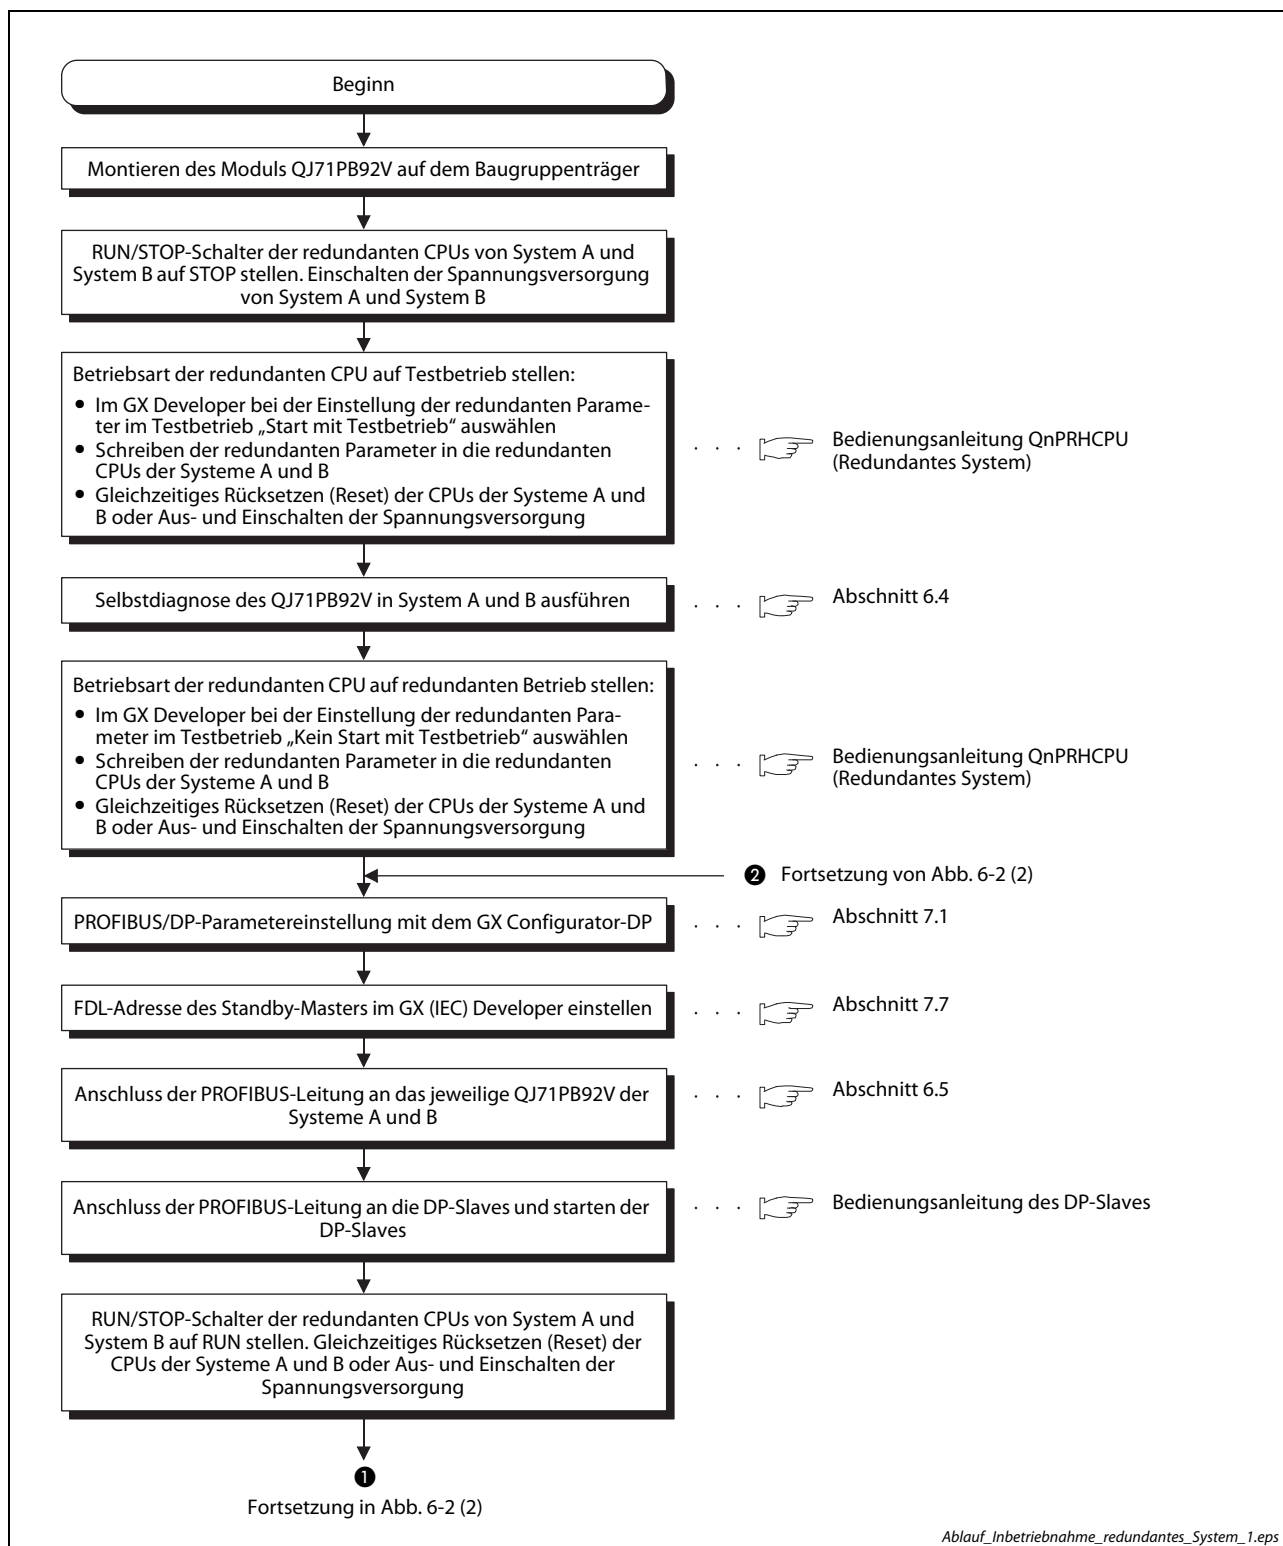 Beginn
Montieren des Moduls QJ71PB92V auf dem Baugruppenträger
RUN/STOP-Schalter der redundanten CPUs von System A und
System B auf STOP stellen. Einschalten der Spannungsversorgung
von System A und System B
Betriebsart der redundanten CPU auf Testbetrieb stellen:
• Im GX Developer bei der Einstellung der redundanten Parame-
ter im Testbetrieb „Start mit Testbetrieb“ auswählen
• Schreiben der redundanten Parameter in die redundanten
CPUs der Systeme A und B
• Gleichzeitiges Rücksetzen (Reset) der CPUs der Systeme A und
B oder Aus- und Einschalten der Spannungsversorgung
. . . Bedienungsanleitung QnPRHCPU
(Redundantes System)
Selbstdiagnose des QJ71PB92V in System A und B ausführen
. . . Abschnitt 6.4
Betriebsart der redundanten CPU auf redundanten Betrieb stellen:
• Im GX Developer bei der Einstellung der redundanten Para-
meter im Testbetrieb „Kein Start mit Testbetrieb“ auswählen
• Schreiben der redundanten Parameter in die redundanten
CPUs der Systeme A und B
• Gleichzeitiges Rücksetzen (Reset) der CPUs der Systeme A und
B oder Aus- und Einschalten der Spannungsversorgung
. . . Bedienungsanleitung QnPRHCPU
(Redundantes System)
❷ Fortsetzung von Abb. 6-2 (2)
PROFIBUS/DP-Parametereinstellung mit dem GX Configurator-DP
. . . Abschnitt 7.1
FDL-Adresse des Standby-Masters im GX (IEC) Developer einstellen
. . . Abschnitt 7.7
Anschluss der PROFIBUS-Leitung an das jeweilige QJ71PB92V der
Systeme A und B
. . . Abschnitt 6.5
Anschluss der PROFIBUS-Leitung an die DP-Slaves und starten der
DP-Slaves
. . . Bedienungsanleitung des DP-Slaves
RUN/STOP-Schalter der redundanten CPUs von System A und
System B auf RUN stellen. Gleichzeitiges Rücksetzen (Reset) der
CPUs der Systeme A und B oder Aus- und Einschalten der
Spannungsversorgung
❶
Fortsetzung in Abb. 6-2 (2)
Ablauf_Inbetriebnahme_redundantes_System_1.eps